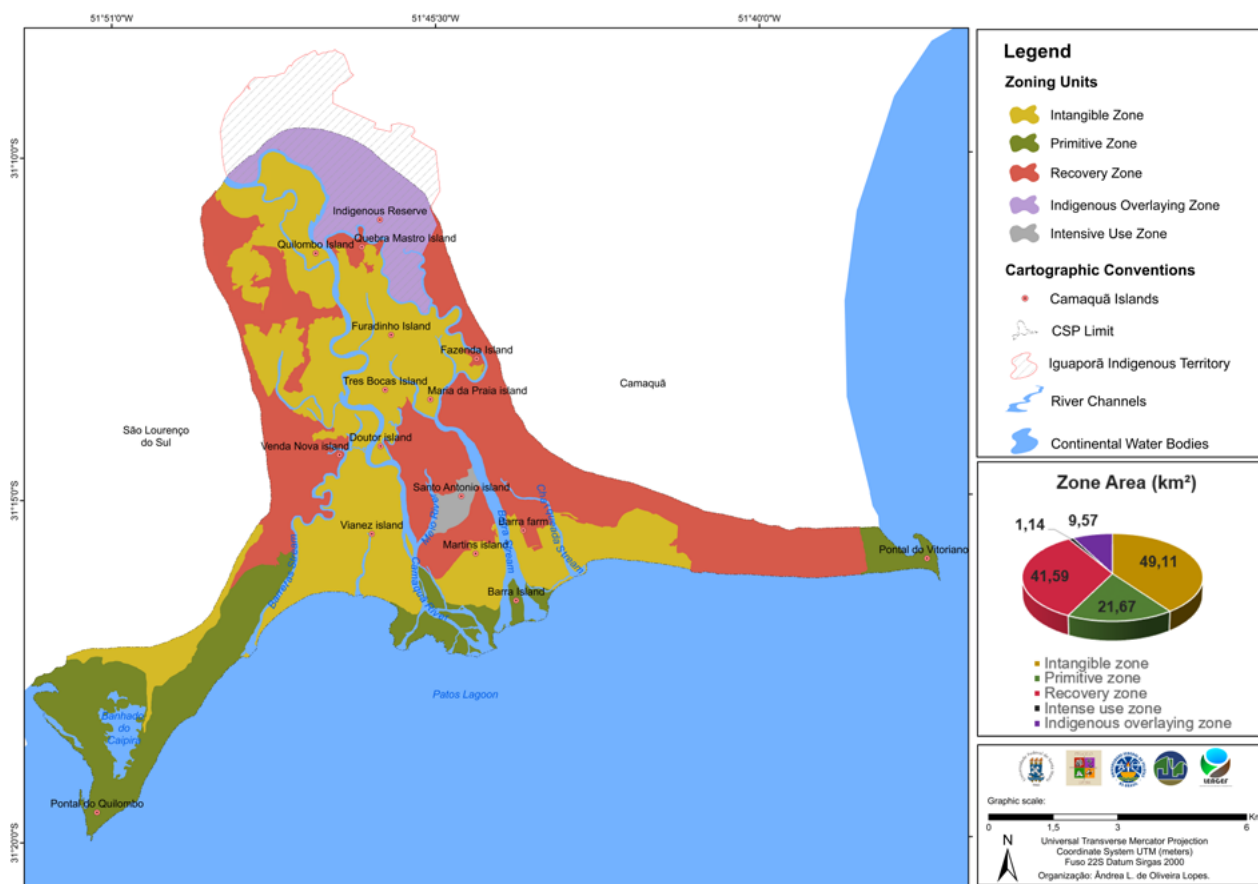 51°51'0"W
51°45'30"W
51°40'0"W
31°10'0"S
31°15'0"S
31°20'0"S
Indigenous Reserve
Quebra Mastro Island
Quilombo Island
Furadinho Island
Fazenda Island
Tres Bocas Island
Maria da Praia island
Camaquã
São Lourenço
do Sul
Doutor island
Venda Nova island
Santo Antonio island
Meio River
Barra Stream
Barra farm
Vianez island
Martins island
Pontal do Vitoriano
Camaquã River
Barra Island
Patos Lagoon
Banhado
do
Caipira
Pontal do Quilombo
Legend
Zoning Units
Intangible Zone
Primitive Zone
Recovery Zone
Indigenous Overlaying Zone
Intensive Use Zone
Cartographic Conventions
Camaquã Islands
CSP Limit
Iguaporã Indigenous Territory
River Channels
Continental Water Bodies
Zone Area (km²)
1,14
9,57
49,11
41,59
21,67
Intangible zone
Primitive zone
Recovery zone
Intense use zone
Indigenous overlaying zone
LEAGEF
Graphic scale:
0 1,5 3 6
N
Universal Transverse Mercator Projection
Coordinate System UTM (meters)
Fuso 22S Datum Sirgas 2000
Organização: Ândrea L. de Oliveira Lopes.